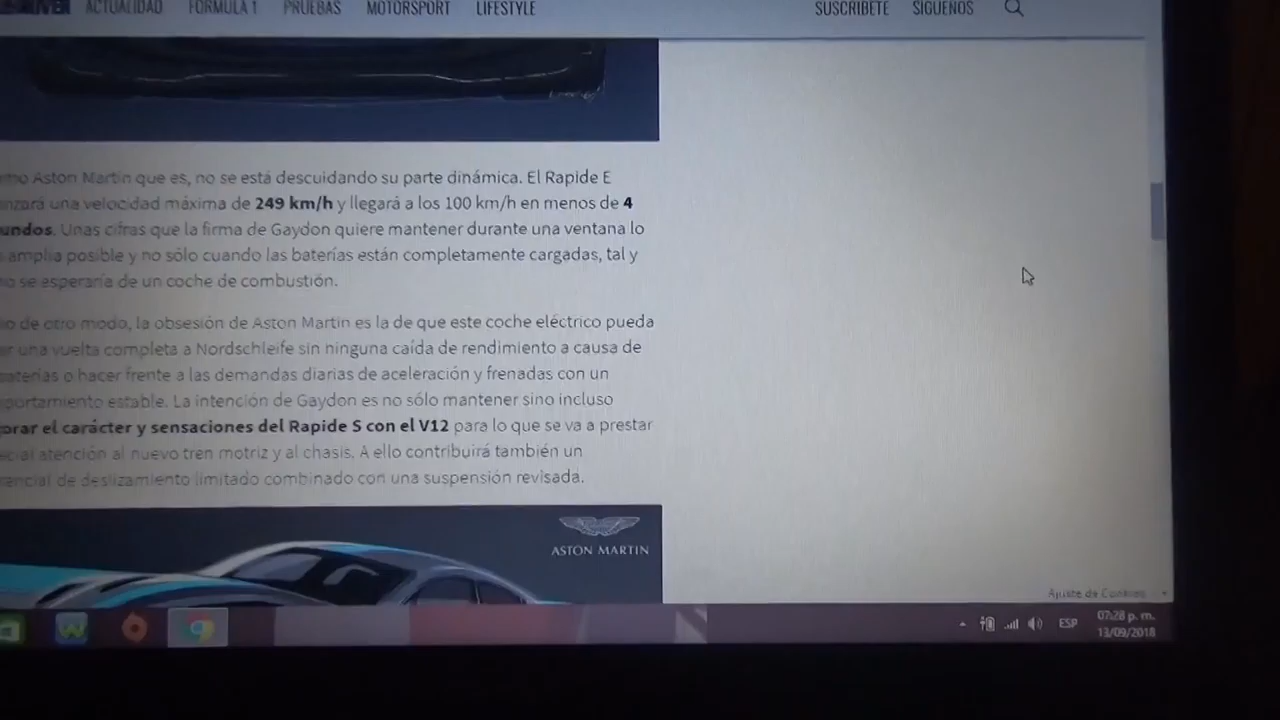 ACTUALIDAD FÓRMULA 1 PRUEBAS MOTORSPORT LIFESTYLE SUSCRÍBETE SÍGUENOS
Aston Martin que es, no se está descuidando su parte dinámica. El Rapide E
una velocidad máxima de 249 km/h y llegará a los 100 km/h en menos de 4
undos. Unas cifras que la firma de Gaydon quiere mantener durante una ventana lo
amplia posible y no sólo cuando las baterías están completamente cargadas, tal y
o se esperaría de un coche de combustión.
o de otro modo, la obsesión de Aston Martin es la de que este coche eléctrico pueda
ar una vuelta completa a Nordschleife sin ninguna caída de rendimiento a causa de
baterías o hacer frente a las demandas diarias de aceleración y frenadas con un
portamiento estable. La intención de Gaydon es no sólo mantener sino incluso
orar el carácter y sensaciones del Rapide S con el V12 para lo que se va a prestar
ecial atención al nuevo tren motriz y al chasis. A ello contribuirá también un
rencial de deslizamiento limitado combinado con una suspensión revisada.
ASTON MARTIN
Ajuste de Cookies
ESP
07:28 p. m.
13/09/2018